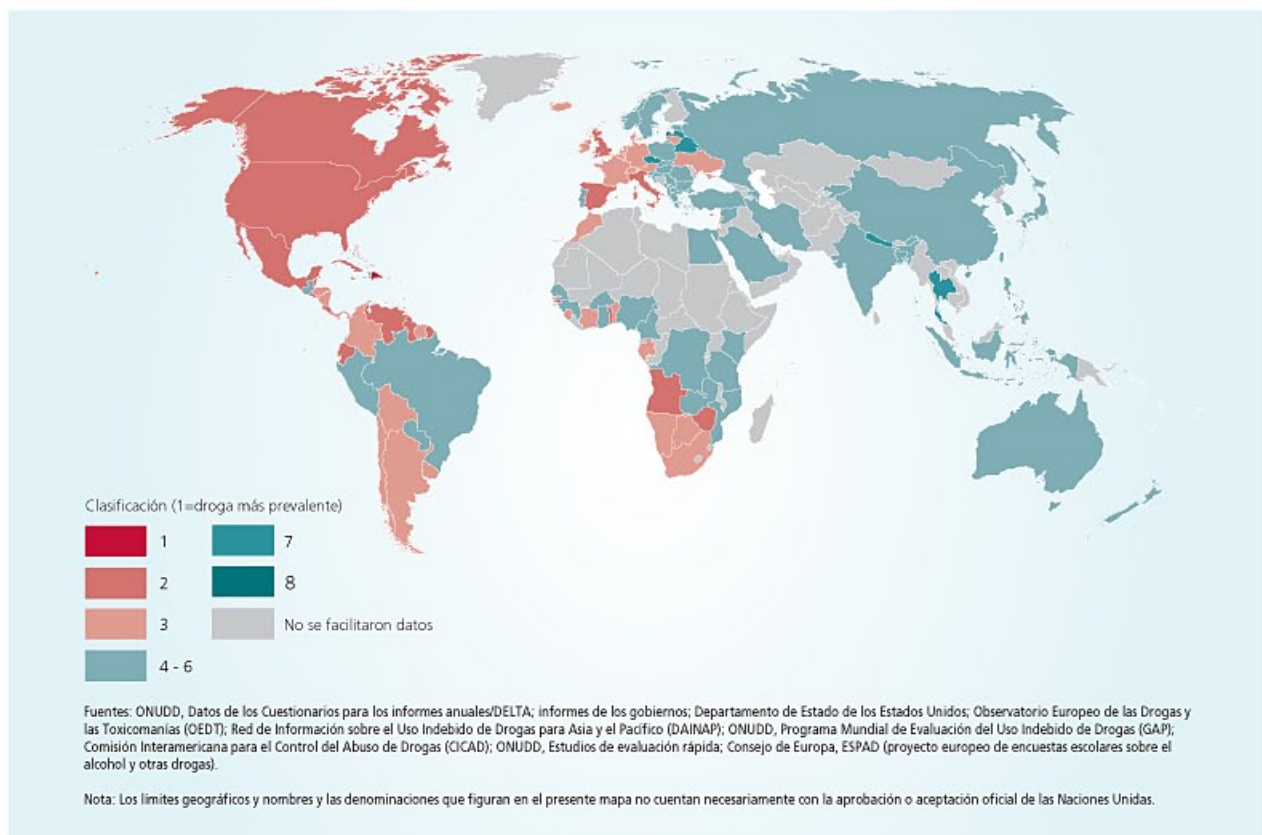 Clasificación (1=droga más prevalente)
1
2
3
4 - 6
7
8
No se facilitaron datos
Fuentes: ONUDD, Datos de los Cuestionarios para los informes anuales/DELTA; informes de los gobiernos; Departamento de Estado de los Estados Unidos; Observatorio Europeo de las Drogas y
las Toxicomanías (OEDT); Red de Información sobre el Uso Indebido de Drogas para Asia y el Pacífico (DAINAP); ONUDD, Programa Mundial de Evaluación del Uso Indebido de Drogas (GAP);
Comisión Interamericana para el Control del Abuso de Drogas (CICAD); ONUDD, Estudios de evaluación rápida; Consejo de Europa, ESPAD (proyecto europeo de encuestas escolares sobre el
alcohol y otras drogas).
Nota: Los límites geográficos y nombres y las denominaciones que figuran en el presente mapa no cuentan necesariamente con la aprobación o aceptación oficial de las Naciones Unidas.